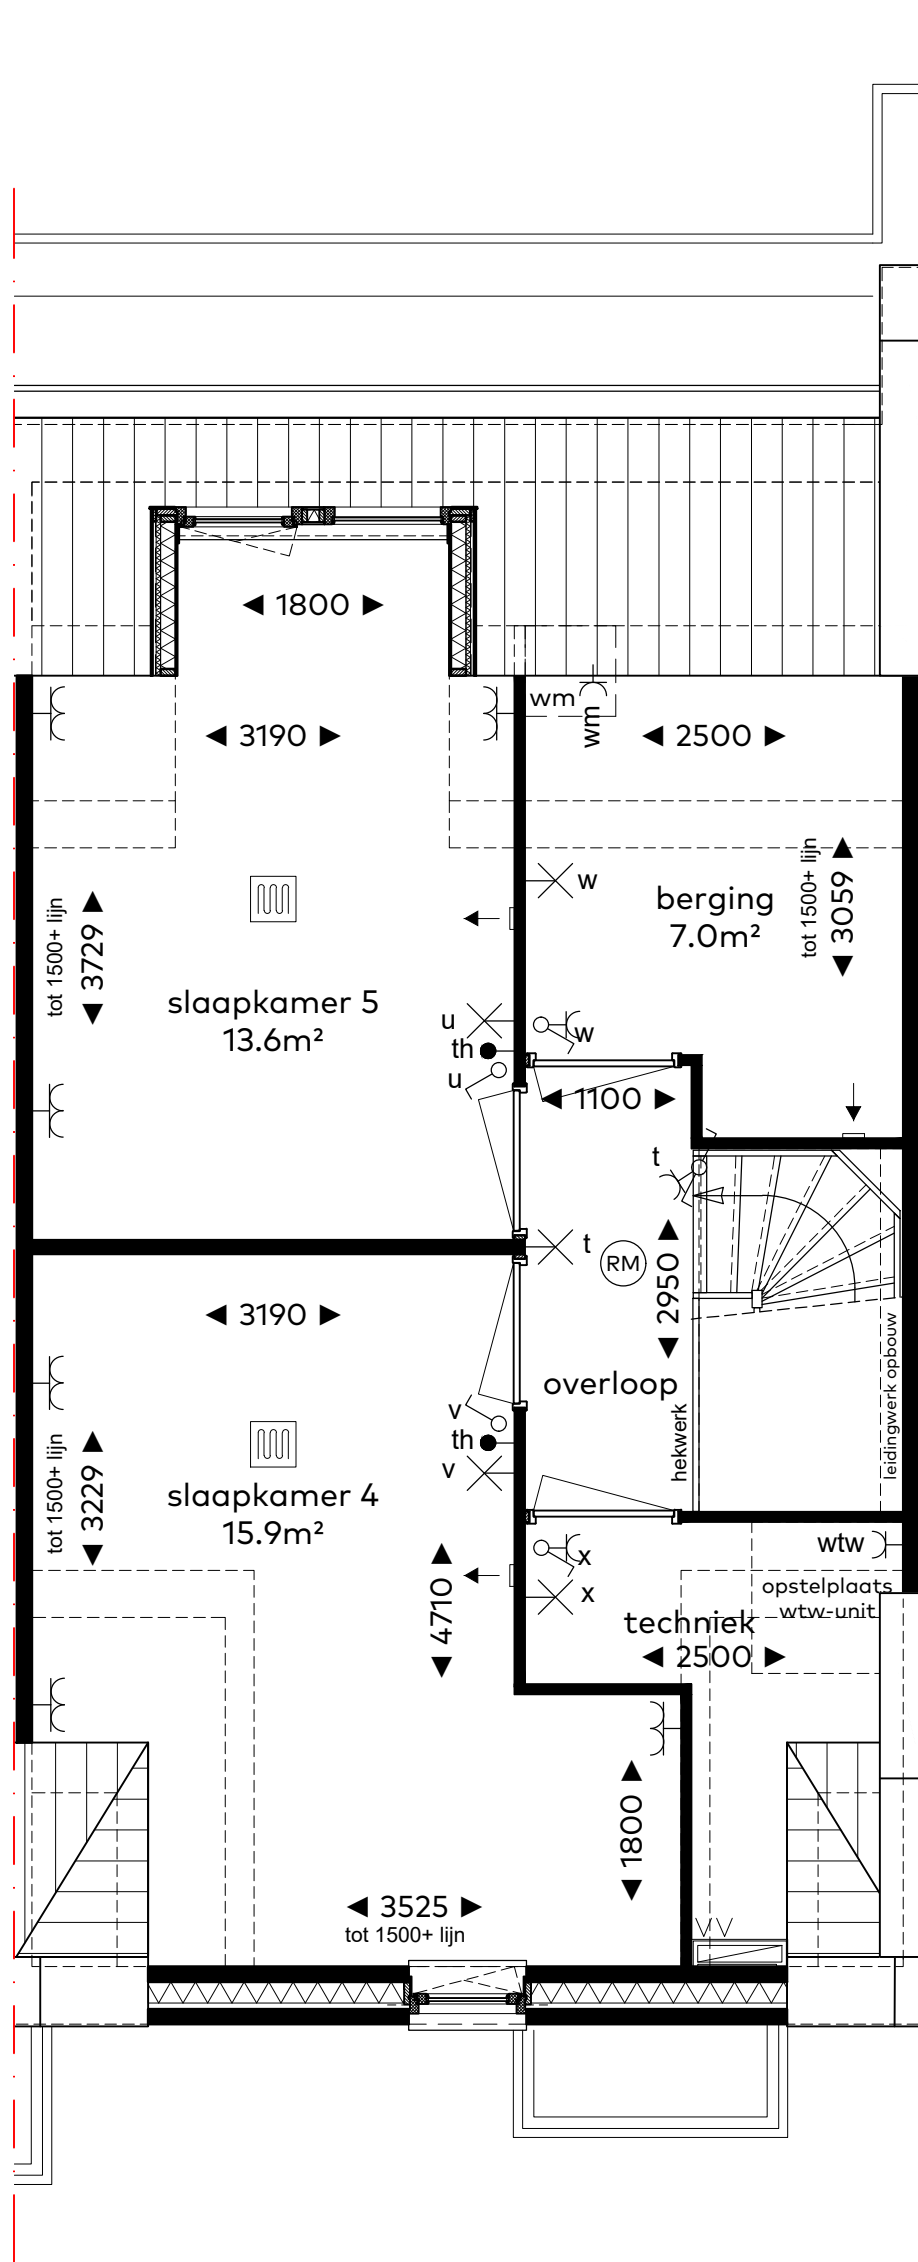 1800
wm
wm
3190
2500
tot 1500+ lijn
3729
w
berging
7.0m²
tot 1500+ lijn
3059
slaapkamer 5
13.6m²
u
th
u
w
1100
t
t
RM
2950
3190
overloop
hekwerk
leidingwerk opbouw
v
th
v
tot 1500+ lijn
3229
slaapkamer 4
15.9m²
4710
x
x
wtw
opstelplaats
wtw-unit
techniek
2500
1800
3525
tot 1500+ lijn